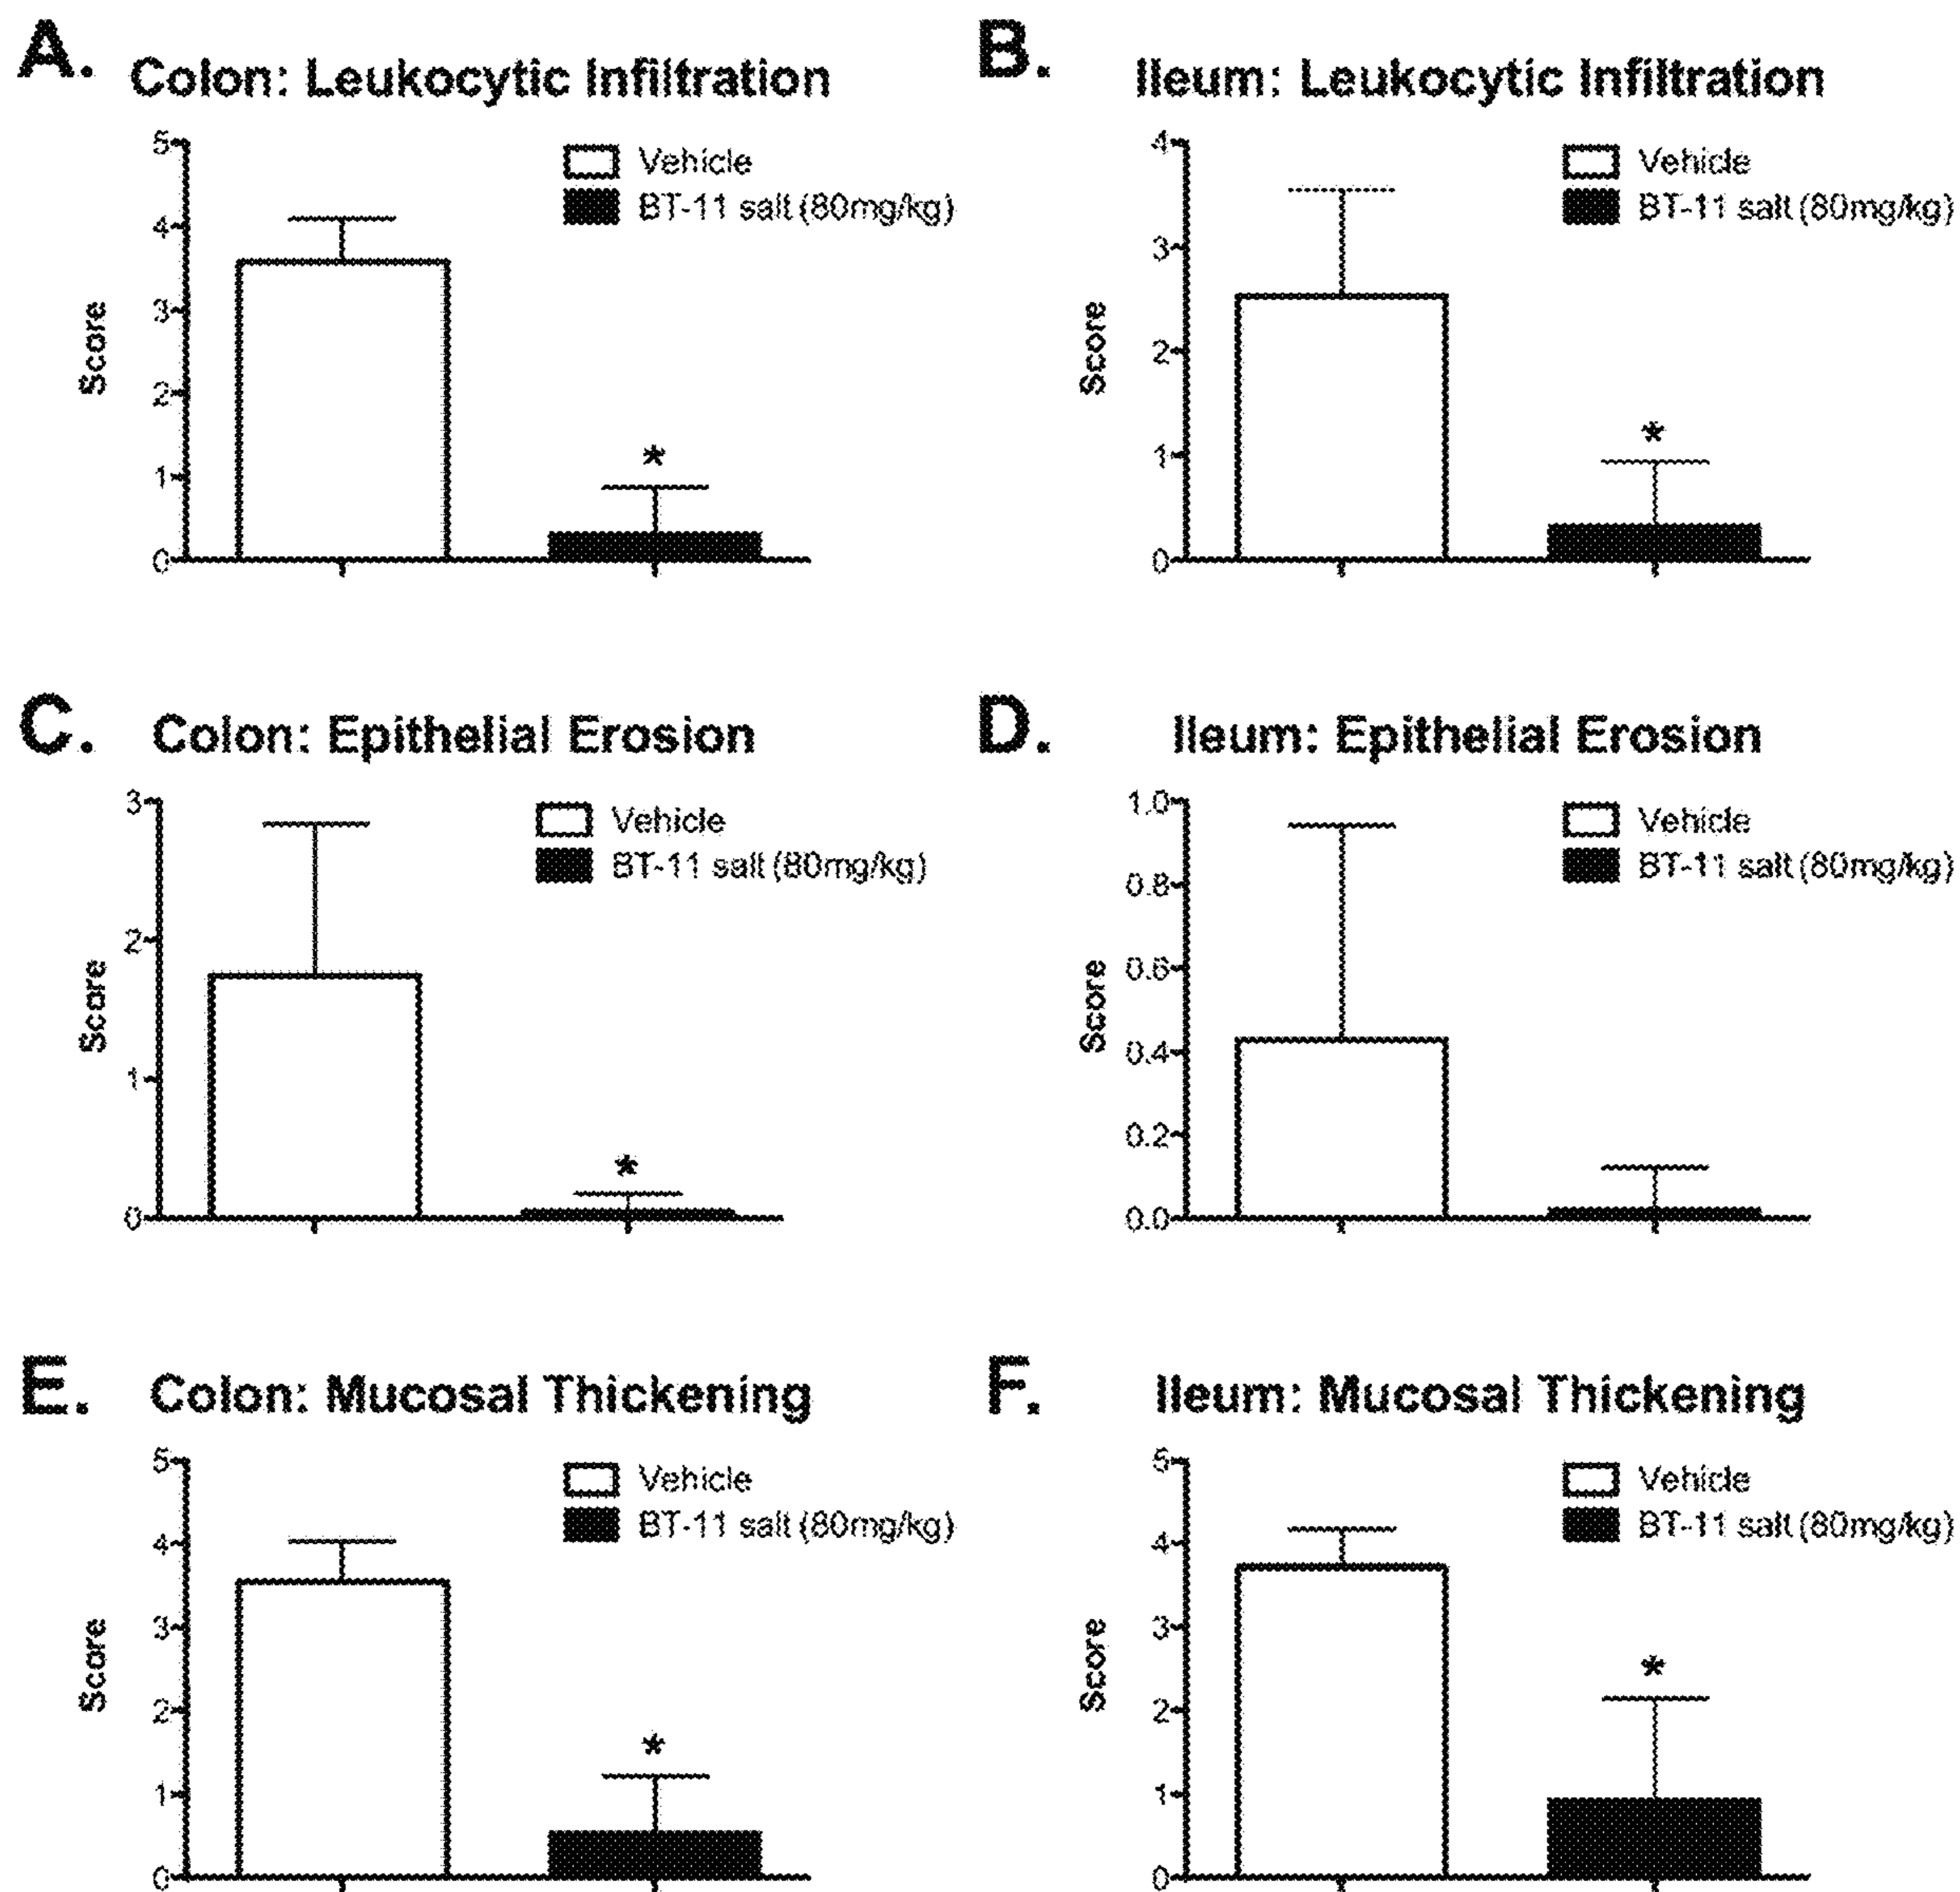 A. Colon: Leukocytic Infiltration
Vehicle
BT-11 salt (80mg/kg)
5
4
3
2
1
0
Score
*
B. Ileum: Leukocytic Infiltration
Vehicle
BT-11 salt (80mg/kg)
4
3
2
1
0
Score
*
C. Colon: Epithelial Erosion
Vehicle
BT-11 salt (80mg/kg)
3
2
1
0
Score
*
D. Ileum: Epithelial Erosion
Vehicle
BT-11 salt (80mg/kg)
1.0
0.8
0.6
0.4
0.2
0.0
Score
E. Colon: Mucosal Thickening
Vehicle
BT-11 salt (80mg/kg)
5
4
3
2
1
0
Score
*
F. Ileum: Mucosal Thickening
Vehicle
BT-11 salt (80mg/kg)
5
4
3
2
1
0
Score
*